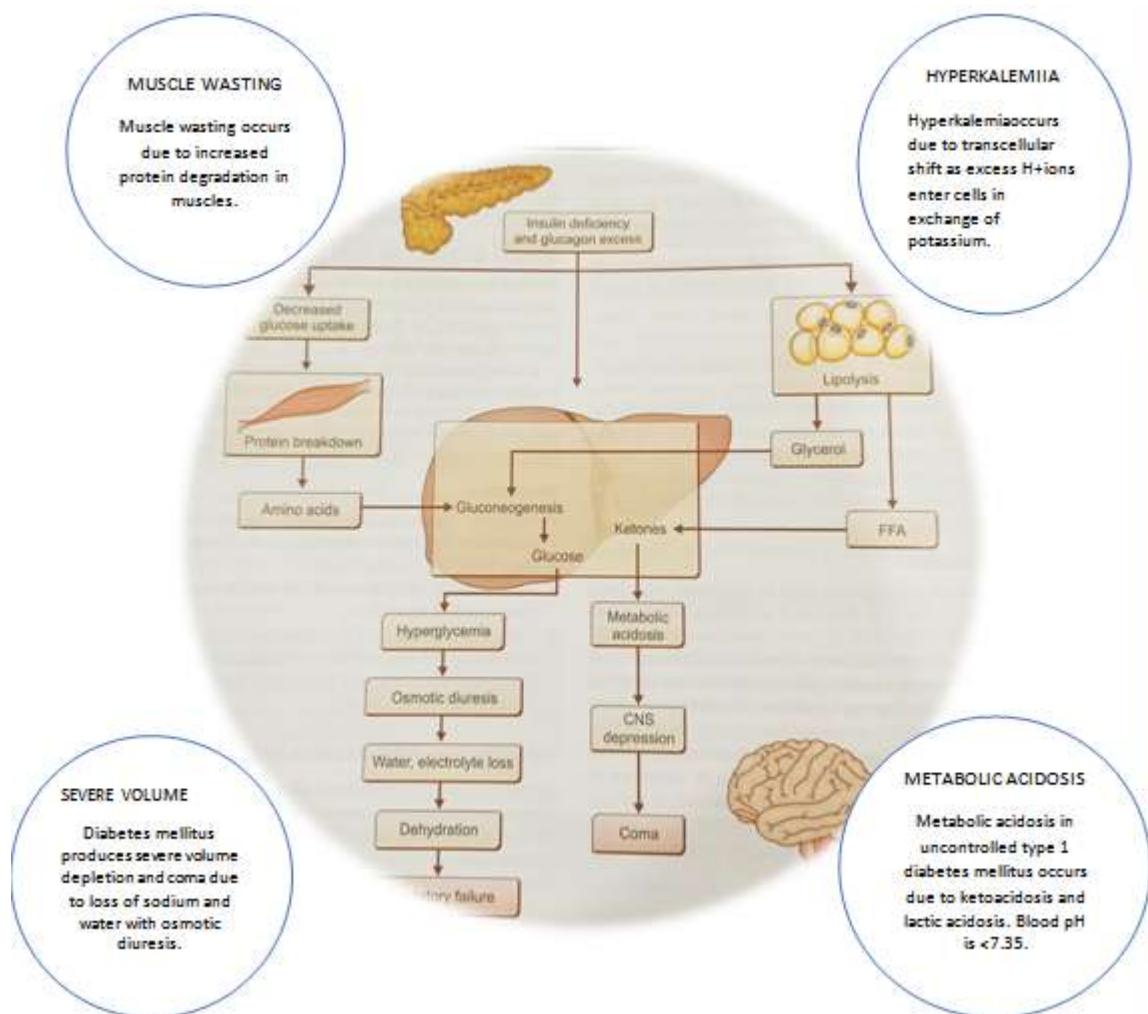 MUSCLE WASTING
Muscle wasting occurs
due to increased
protein degradation in
muscles.
HYPERKALEMIIA
Hyperkalemiaoccurs
due to transcellular
shift as excess H+ions
enter cells in
exchange of
potassium.
Insulin deficiency
and glucagon excess
Decreased
glucose uptake
Lipolysis
Protein breakdown
Glycerol
Amino acids
Gluconeogenesis
Ketones
FFA
Glucose
Hyperglycemia
Metabolic
acidosis
Osmotic diuresis
CNS
depression
Water, electrolyte loss
Dehydration
Coma
failure
SEVERE VOLUME
Diabetes mellitus
produces severe volume
depletion and coma due
to loss of sodium and
water with osmotic
diuresis.
METABOLIC ACIDOSIS
Metabolic acidosis in
uncontrolled type 1
diabetes mellitus occurs
due to ketoacidosis and
lactic acidosis. Blood pH
is <7.35.